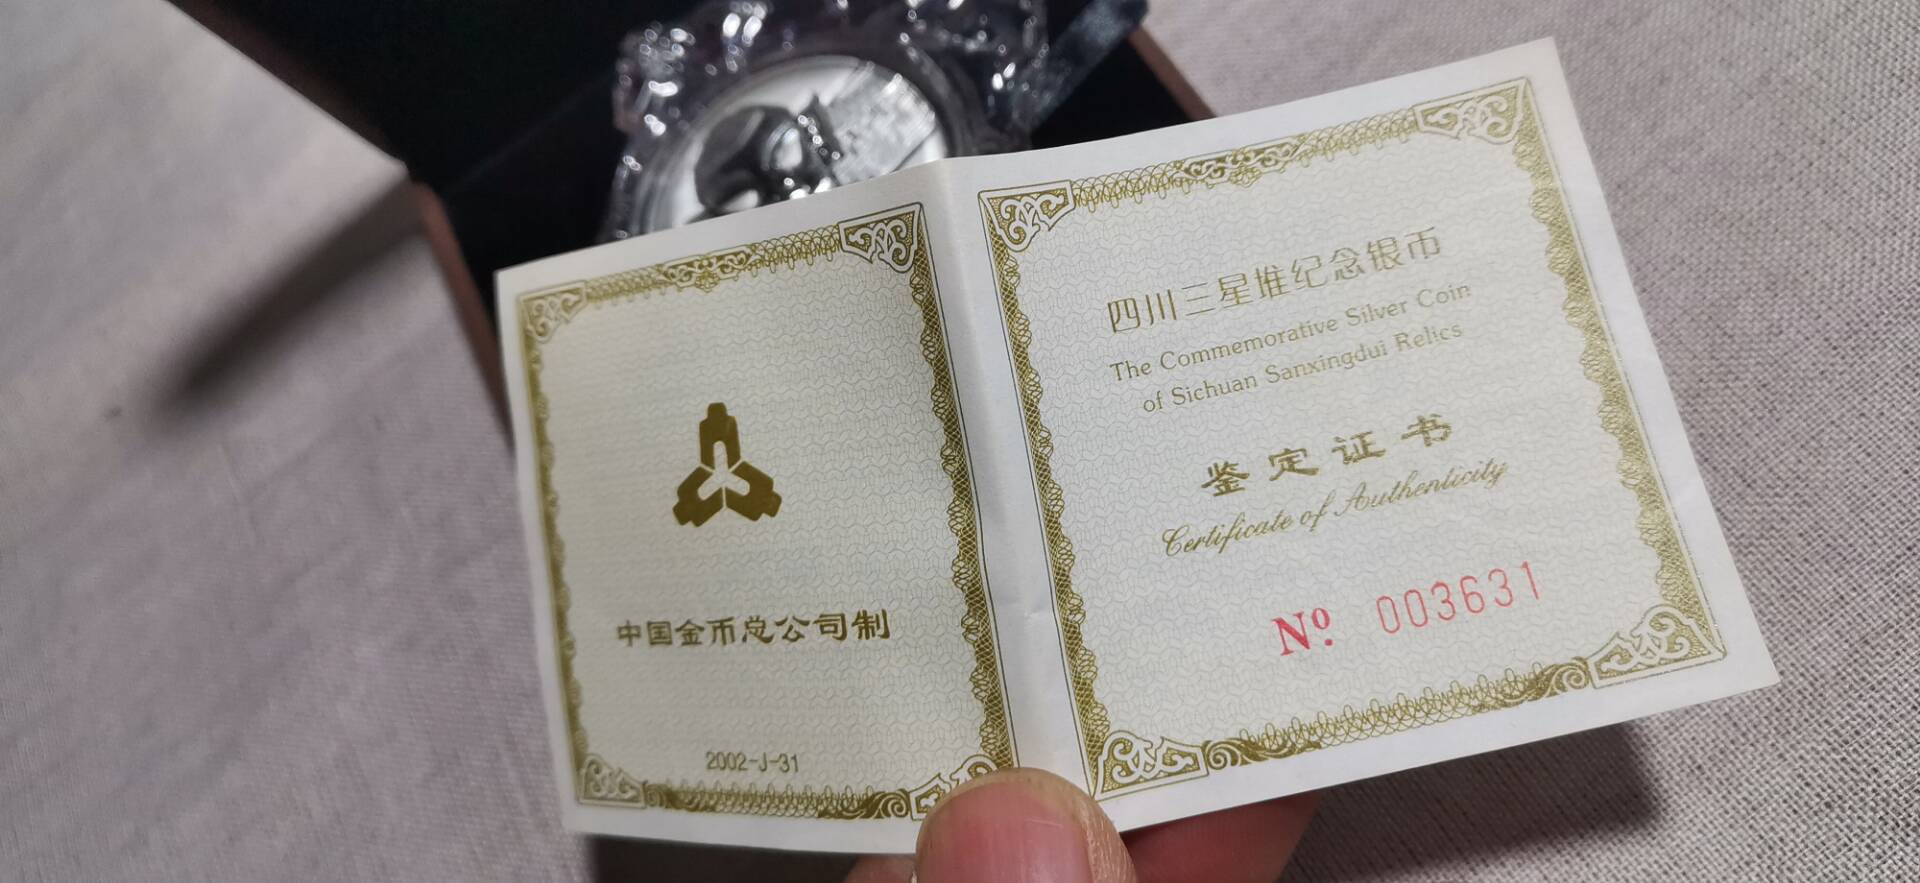 中国金币总公司制
2002-J-31
四川三星堆纪念银币
The Commemorative Silver Coin
of Sichuan Sanxingdui Relics
鉴定证书
Certificate of Authenticity
Nº 003631